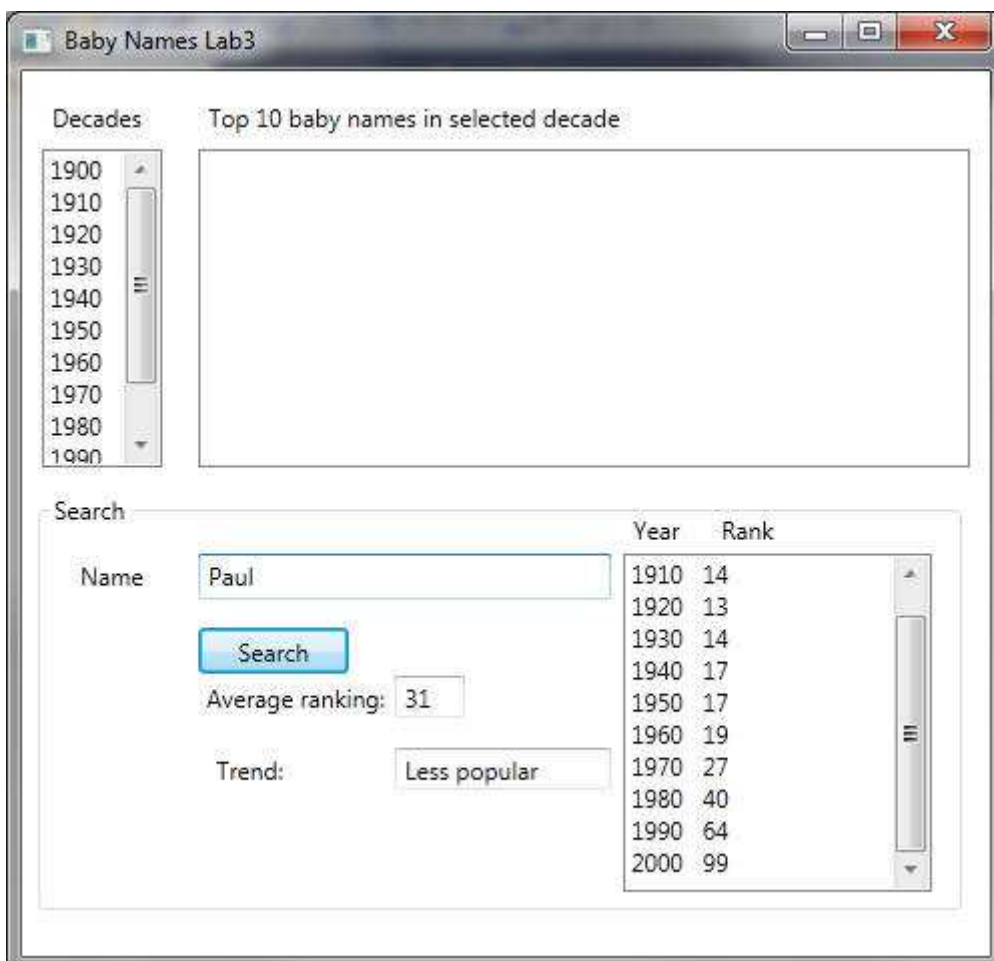 Baby Names Lab3
Decades
Top 10 baby names in selected decade
1900
1910
1920
1930
1940
1950
1960
1970
1980
1990
Search
Year Rank
Name
Paul
Search
Average ranking: 31
Trend: Less popular
1910 14
1920 13
1930 14
1940 17
1950 17
1960 19
1970 27
1980 40
1990 64
2000 99